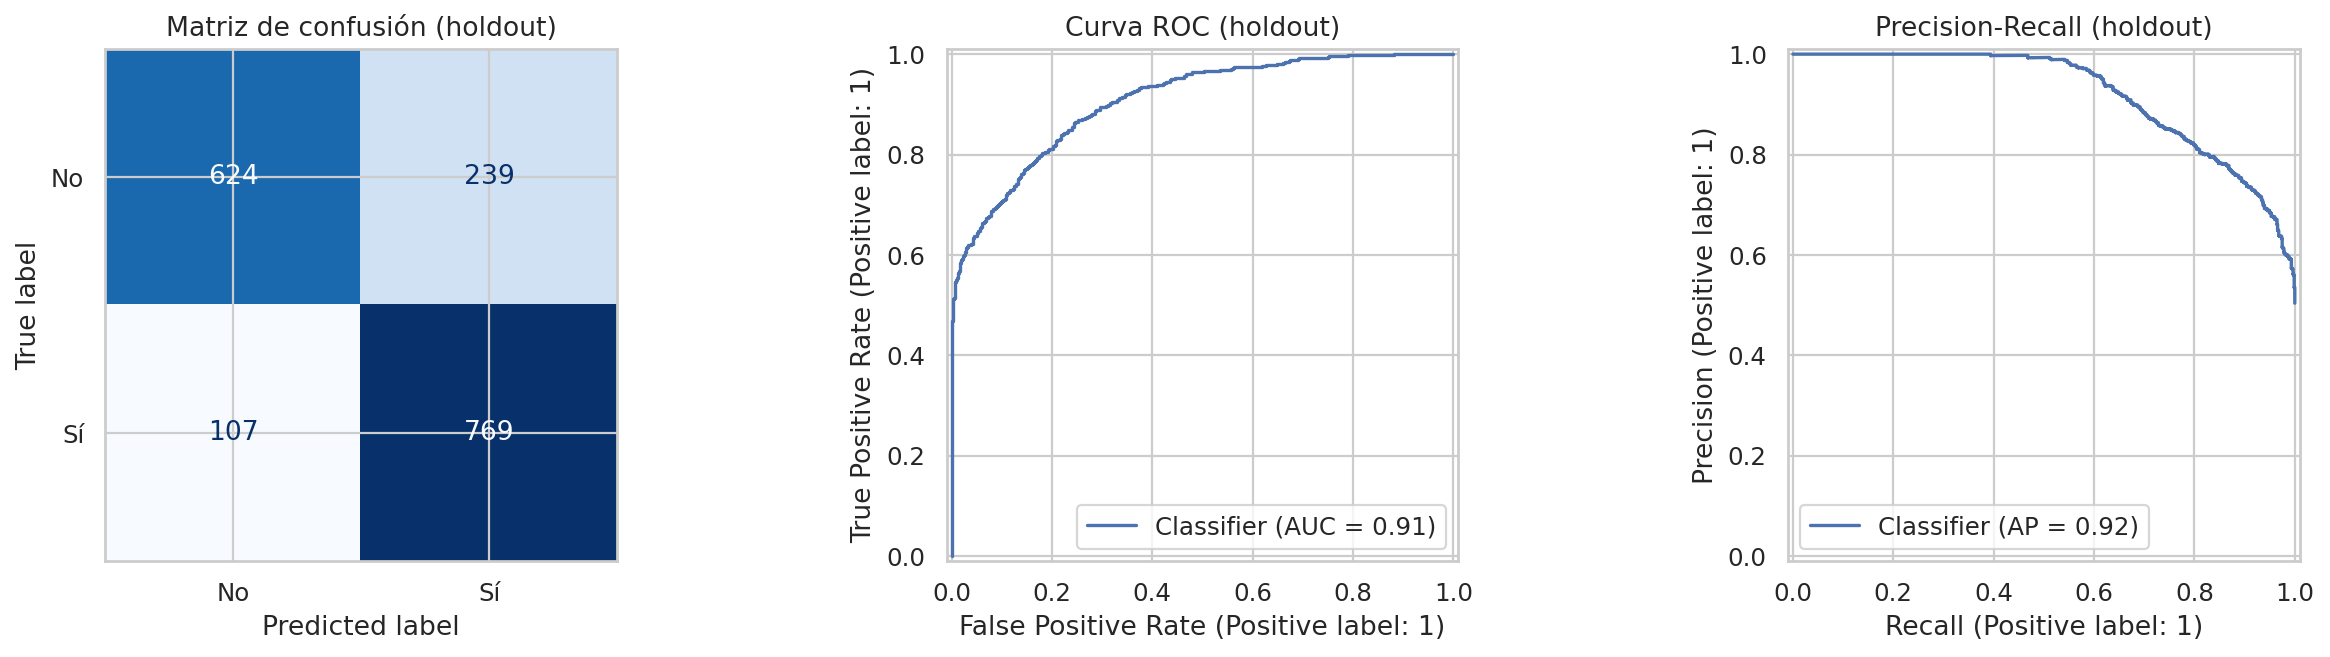 Matriz de confusión (holdout)
True label
No
Sí
624
239
107
769
No
Sí
Predicted label
Curva ROC (holdout)
True Positive Rate (Positive label: 1)
1.0
0.8
0.6
0.4
0.2
0.0
Classifier (AUC = 0.91)
0.0
0.2
0.4
0.6
0.8
1.0
False Positive Rate (Positive label: 1)
Precision-Recall (holdout)
Precision (Positive label: 1)
1.0
0.8
0.6
0.4
0.2
0.0
Classifier (AP = 0.92)
0.0
0.2
0.4
0.6
0.8
1.0
Recall (Positive label: 1)